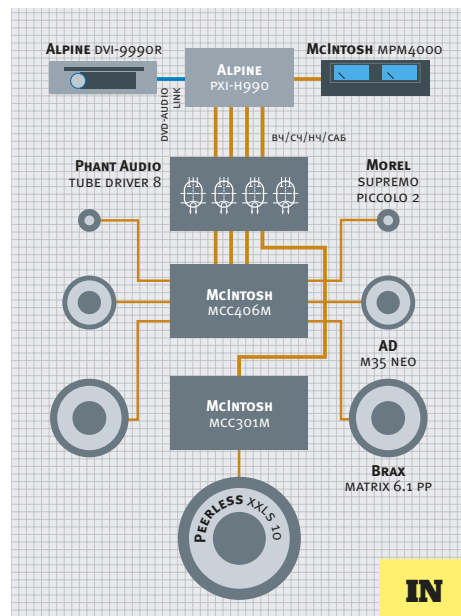 ALPINE DVI-9990R
ALPINE
PXI-H990
MCINTOSH MPM4000
DVD-AUDIO
LINK
ВЧ/СЧ/НЧ/САБ
PHANT AUDIO
TUBE DRIVER 8
MOREL
SUPREMO
PICCOLO 2
MCINTOSH
MCC406M
AD
M35 NEO
MCINTOSH
MCC301M
BRAX
MATRIX 6.1 PP
PEERLESS XXLS 10
IN